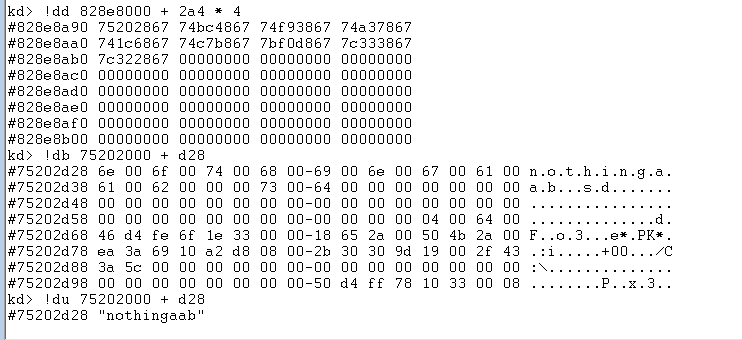 kd> !dd 828e8000 + 2a4 * 4
#828e8a90 75202867 74bc4867 74f93867 74a37867
#828e8aa0 741c6867 74c7b867 7bf0d867 7c333867
#828e8ab0 7c322867 00000000 00000000 00000000
#828e8ac0 00000000 00000000 00000000 00000000
#828e8ad0 00000000 00000000 00000000 00000000
#828e8ae0 00000000 00000000 00000000 00000000
#828e8af0 00000000 00000000 00000000 00000000
#828e8b00 00000000 00000000 00000000 00000000
kd> !db 75202000 + d28
#75202d28 6e 00 6f 00 74 00 68 00-69 00 6e 00 67 00 61 00 n.o.t.h.i.n.g.a.
#75202d38 61 00 62 00 00 00 73 00-64 00 00 00 00 00 00 00 a.b...s.d.......
#75202d48 00 00 00 00 00 00 00 00-00 00 00 00 00 00 00 00 ................
#75202d58 00 00 00 00 00 00 00 00-00 00 00 00 04 00 64 00 ..............d.
#75202d68 46 d4 fe 6f 1e 33 00 00-18 65 2a 00 50 4b 2a 00 F..o.3...e*.PK*.
#75202d78 ea 3a 69 10 a2 d8 08 00-2b 30 30 9d 19 00 2f 43 .:i.....+00.../C
#75202d88 3a 5c 00 00 00 00 00 00-00 00 00 00 00 00 00 00 :\..............
#75202d98 00 00 00 00 00 00 00 00-50 d4 ff 78 10 33 00 08 ........P..x.3..
kd> !du 75202000 + d28
#75202d28 "nothingaab"